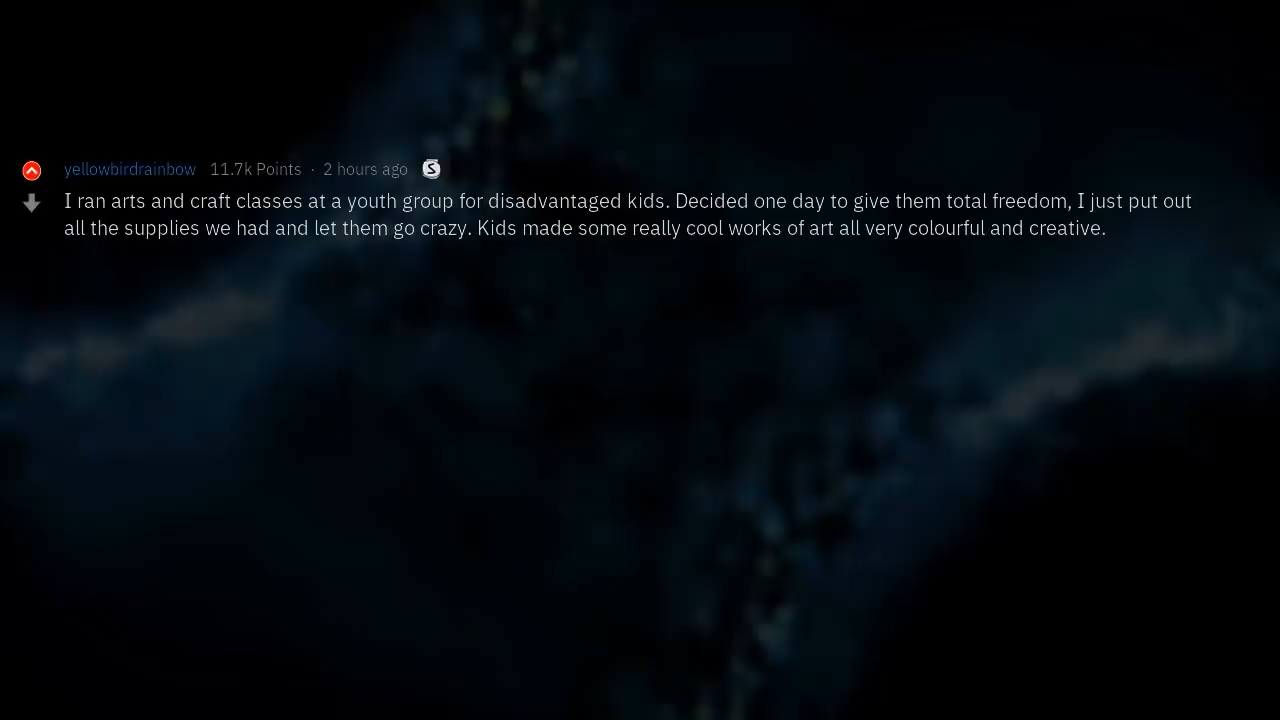 yellowbirdrainbow 11.7k Points · 2 hours ago S
I ran arts and craft classes at a youth group for disadvantaged kids. Decided one day to give them total freedom, I just put out
all the supplies we had and let them go crazy. Kids made some really cool works of art all very colourful and creative.